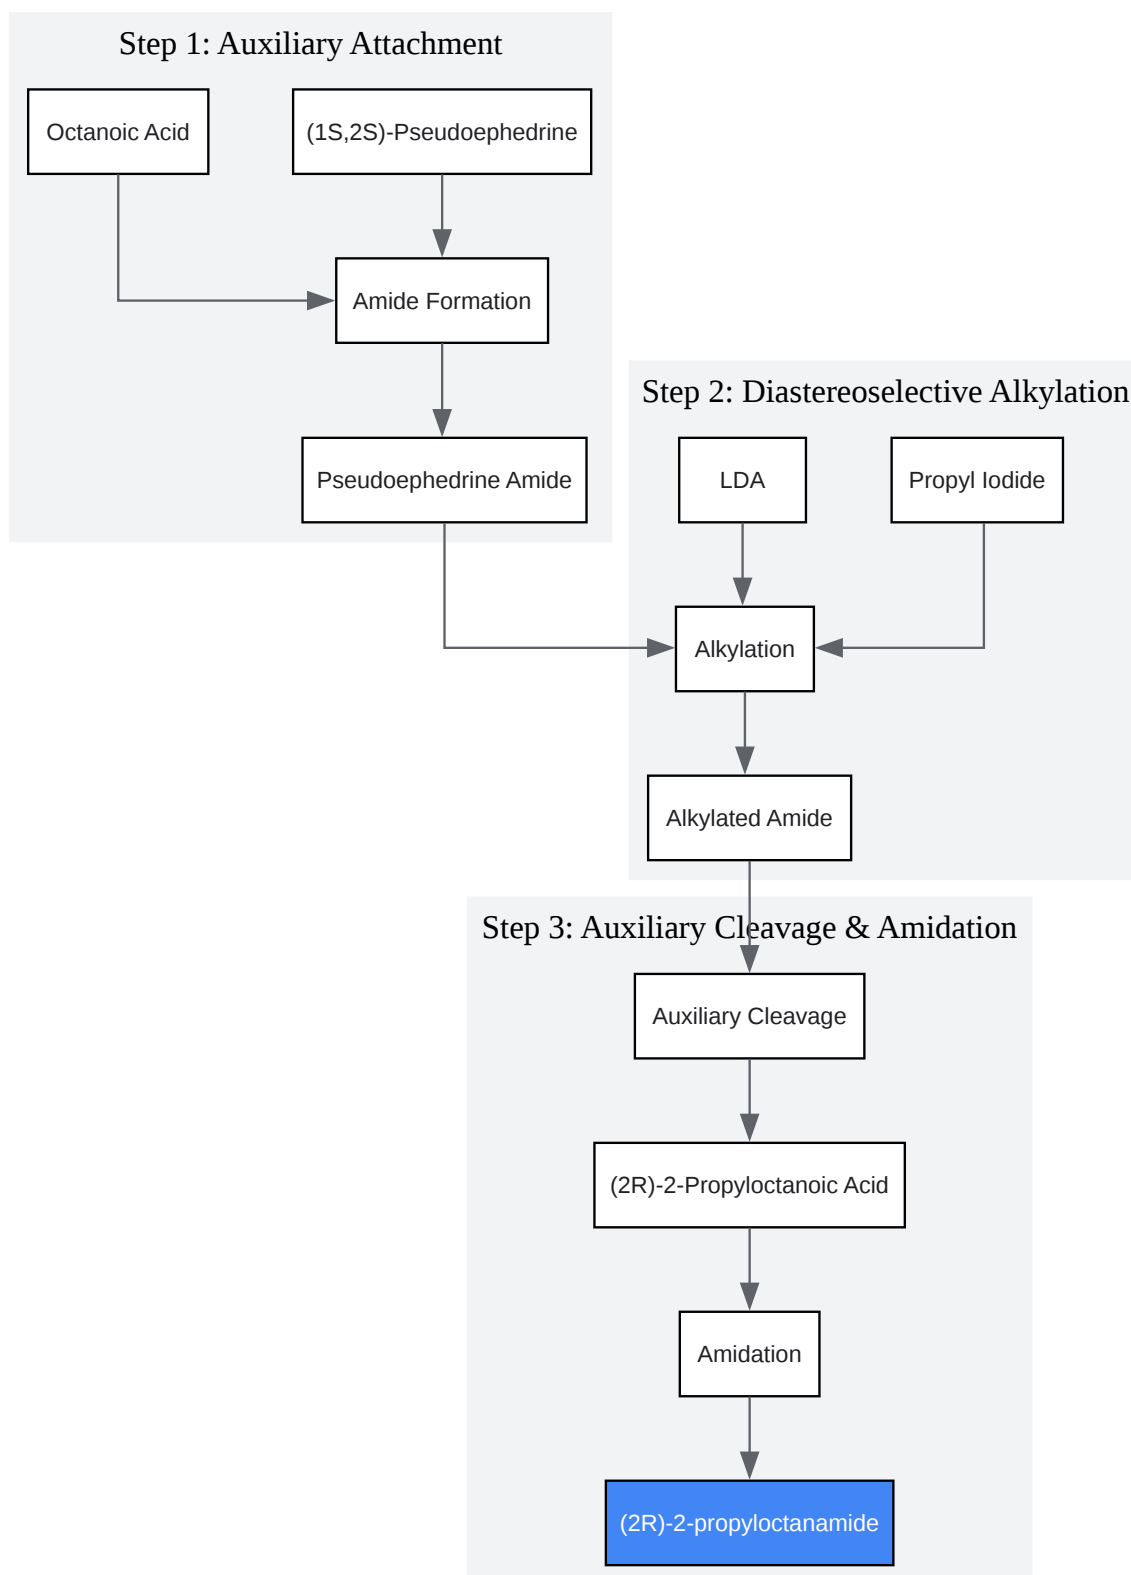 Step 1: Auxiliary Attachment
Octanoic Acid
(1S,2S)-Pseudoephedrine
Amide Formation
Pseudoephedrine Amide
Step 2: Diastereoselective Alkylation
LDA
Propyl Iodide
Alkylation
Alkylated Amide
Step 3: Auxiliary Cleavage & Amidation
Auxiliary Cleavage
(2R)-2-Propyloctanoic Acid
Amidation
(2R)-2-propyloctanamide